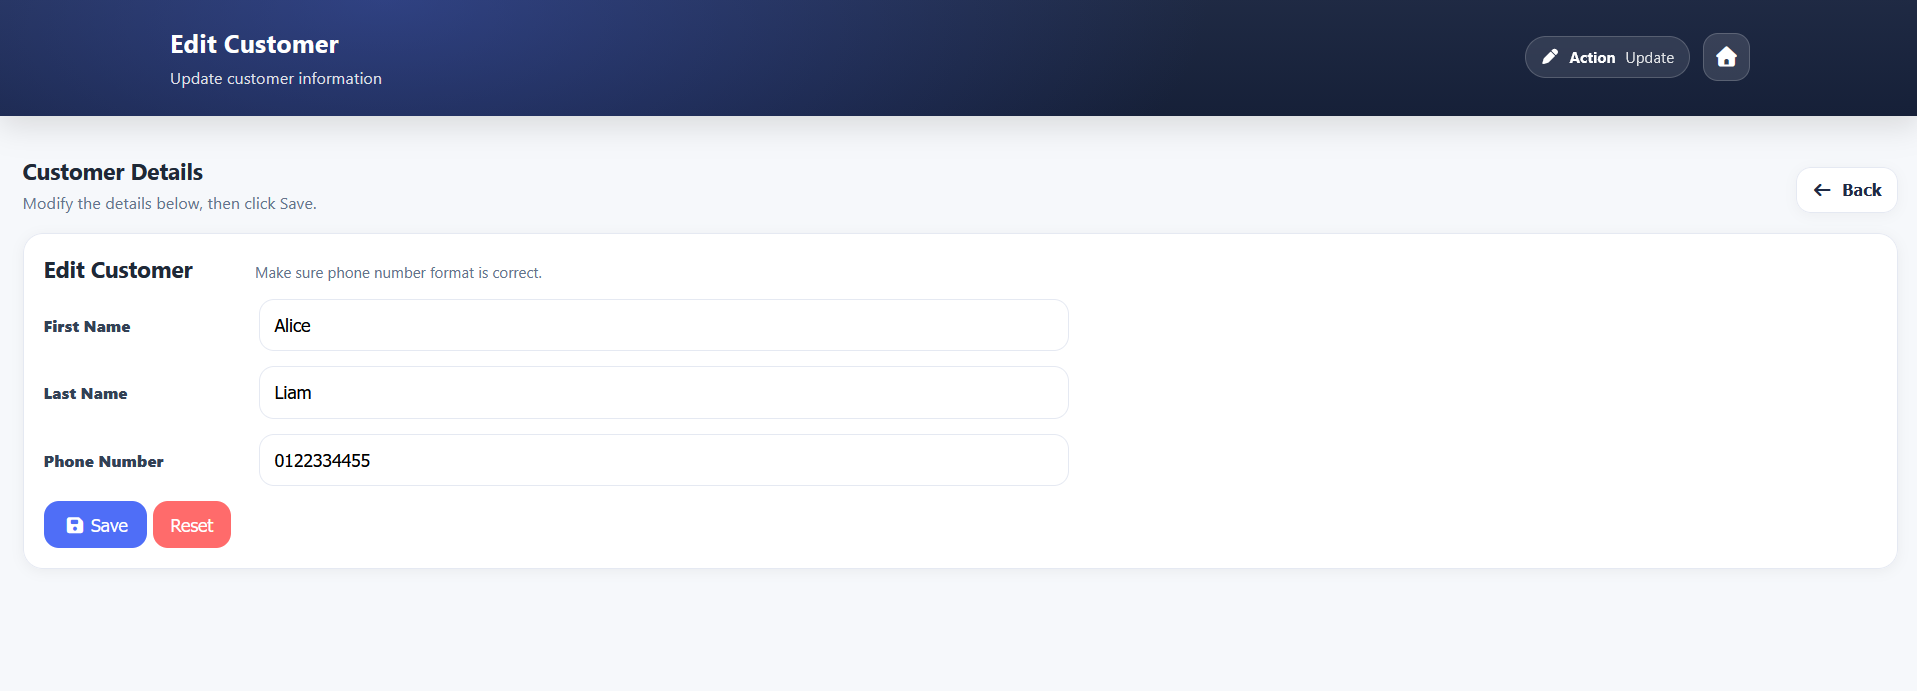 Edit Customer
Update customer information
Action Update
Customer Details
Modify the details below, then click Save.
Back
Edit Customer Make sure phone number format is correct.
First Name Alice
Last Name Liam
Phone Number 0122334455
Save Reset